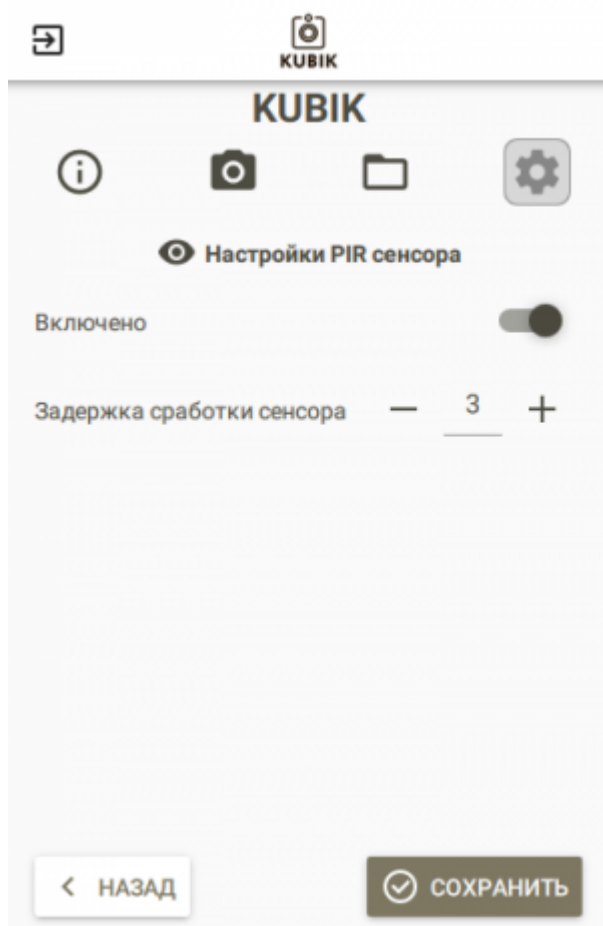 KUBIK
KUBIK
Настройки PIR сенсора
Включено
Задержка сработки сенсора — 3 +
< НАЗАД
СОХРАНИТЬ